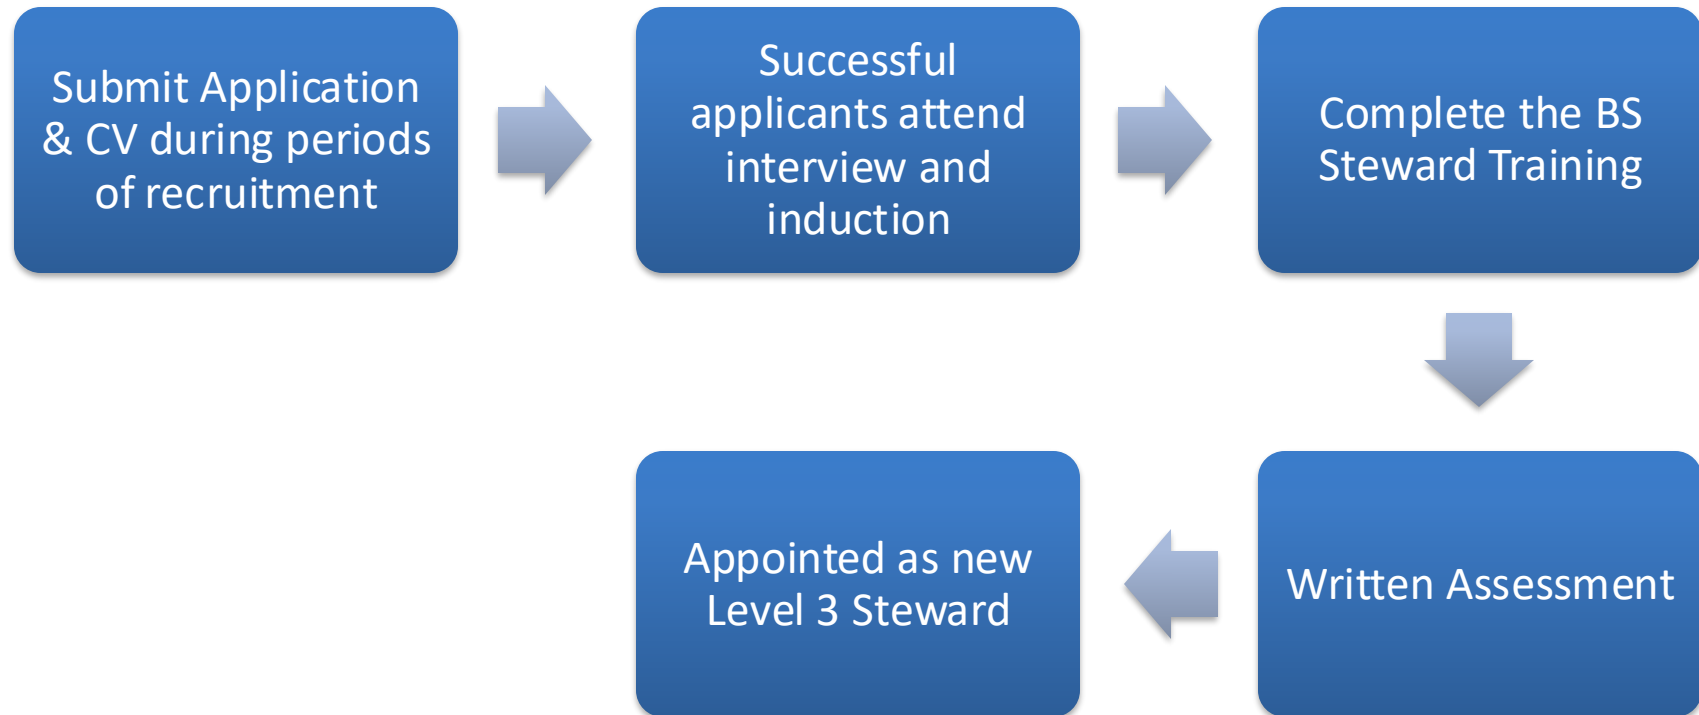 Submit Application
& CV during periods
of recruitment
Successful
applicants attend
interview and
induction
Complete the BS
Steward Training
Written Assessment
Appointed as new
Level 3 Steward